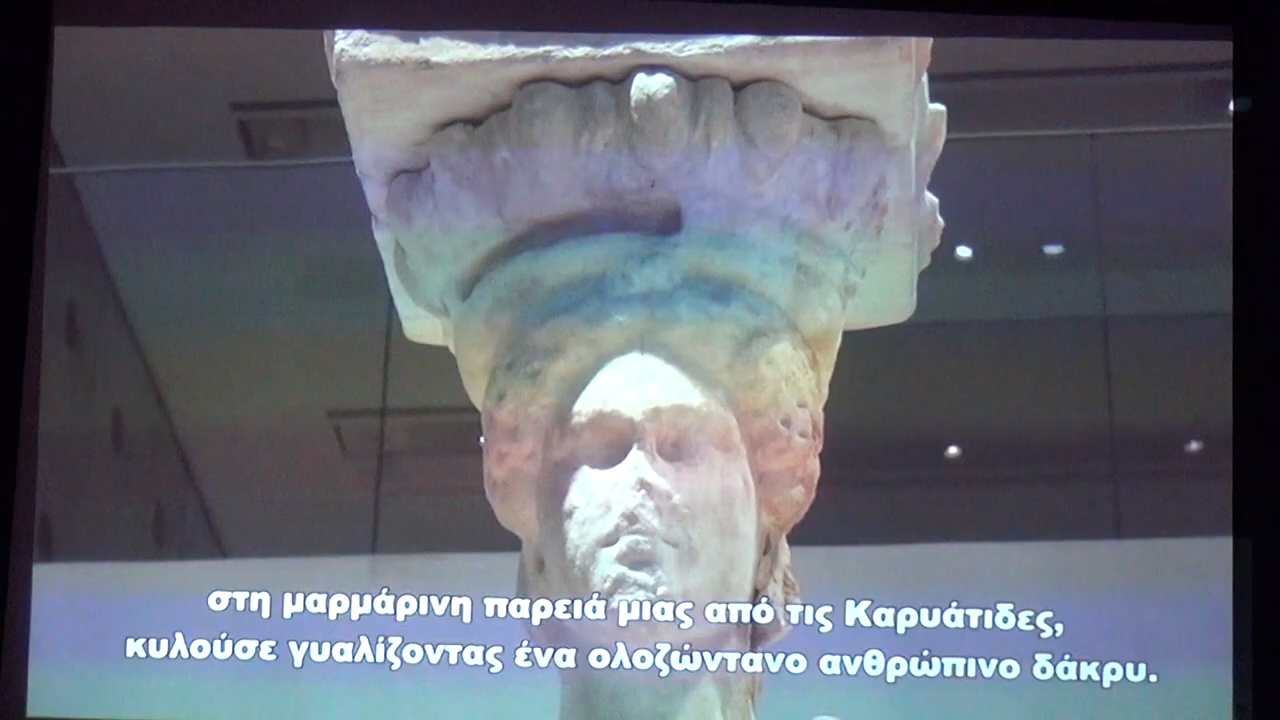 στη μαρμάρινη παρειά μιας από τις Καρυάτιδες,
κυλούσε γυαλίζοντας ένα ολοζώντανο ανθρώπινο δάκρυ.